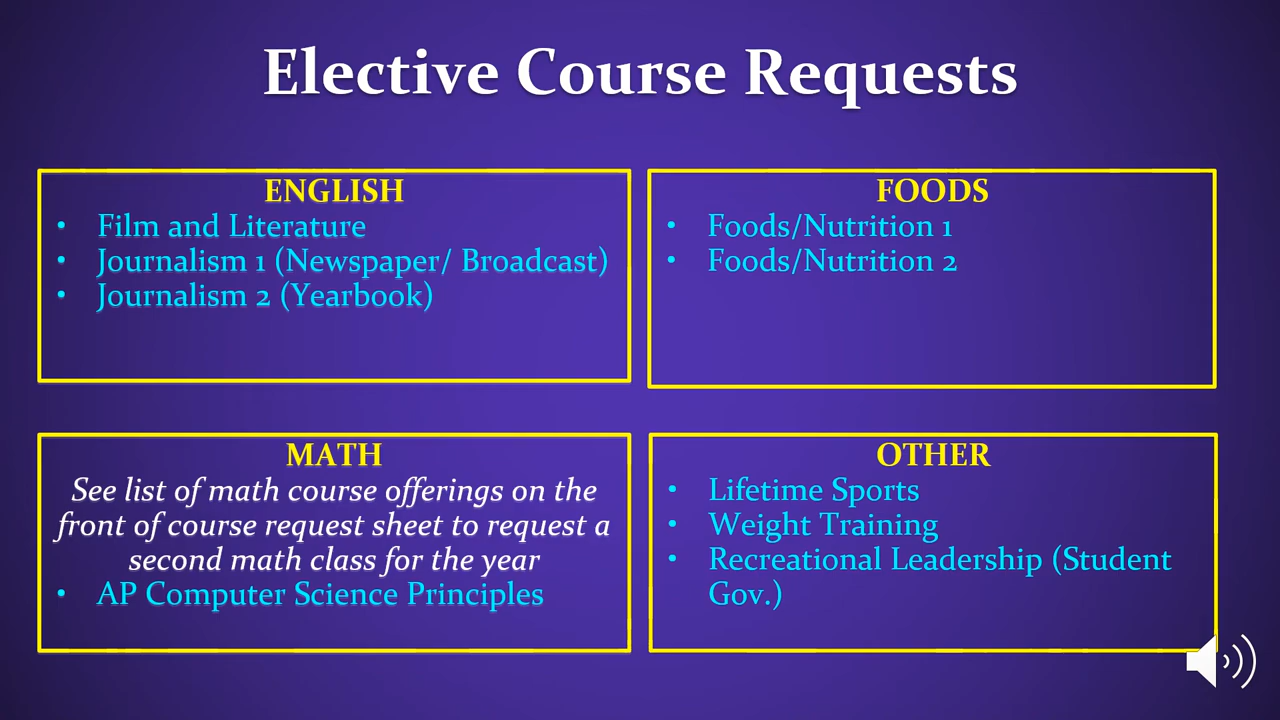 Elective Course Requests
ENGLISH
• Film and Literature
• Journalism 1 (Newspaper/ Broadcast)
• Journalism 2 (Yearbook)
FOODS
• Foods/Nutrition 1
• Foods/Nutrition 2
MATH
See list of math course offerings on the
front of course request sheet to request a
second math class for the year
• AP Computer Science Principles
OTHER
• Lifetime Sports
• Weight Training
• Recreational Leadership (Student
Gov.)